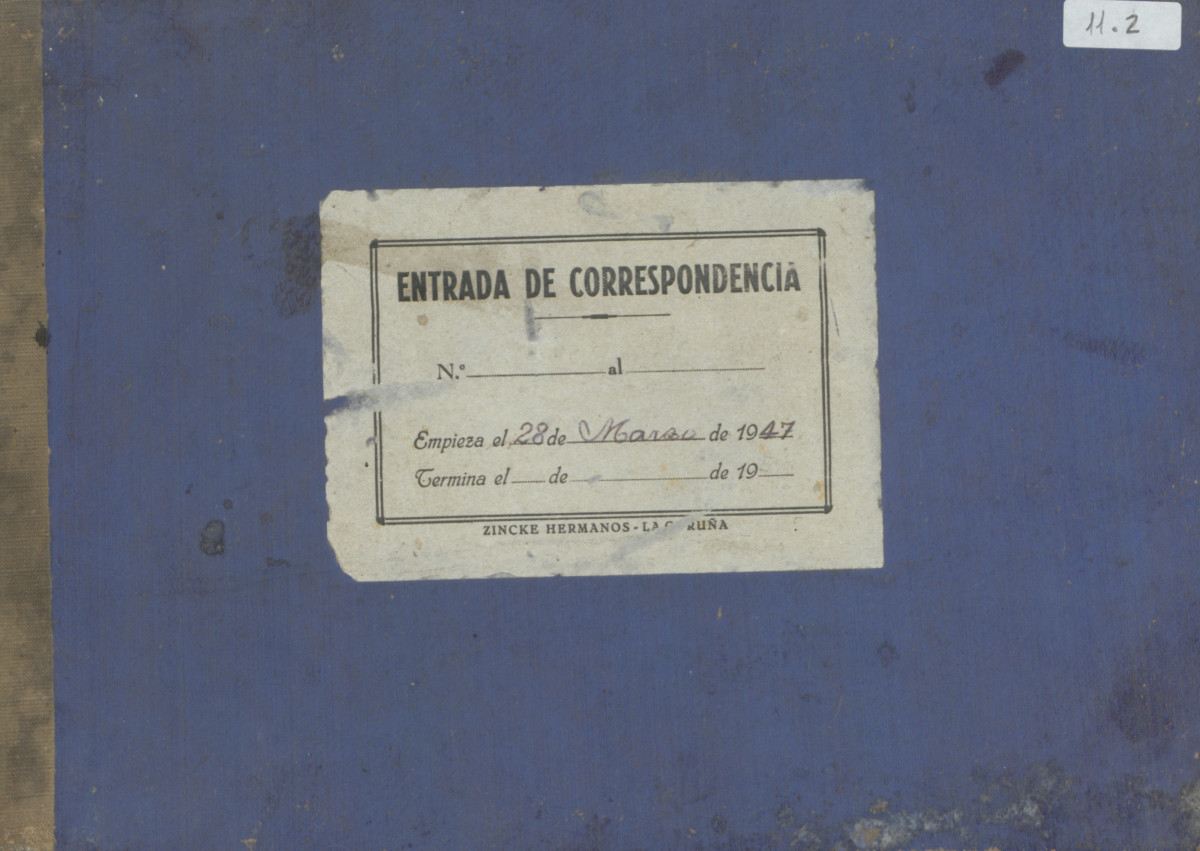 11.2
ENTRADA DE CORRESPONDENCIA
N.º al
Empieza el 28 de Marzo de 1947
Termina el de de 19
ZINCKE HERMANOS - LA CORUÑA